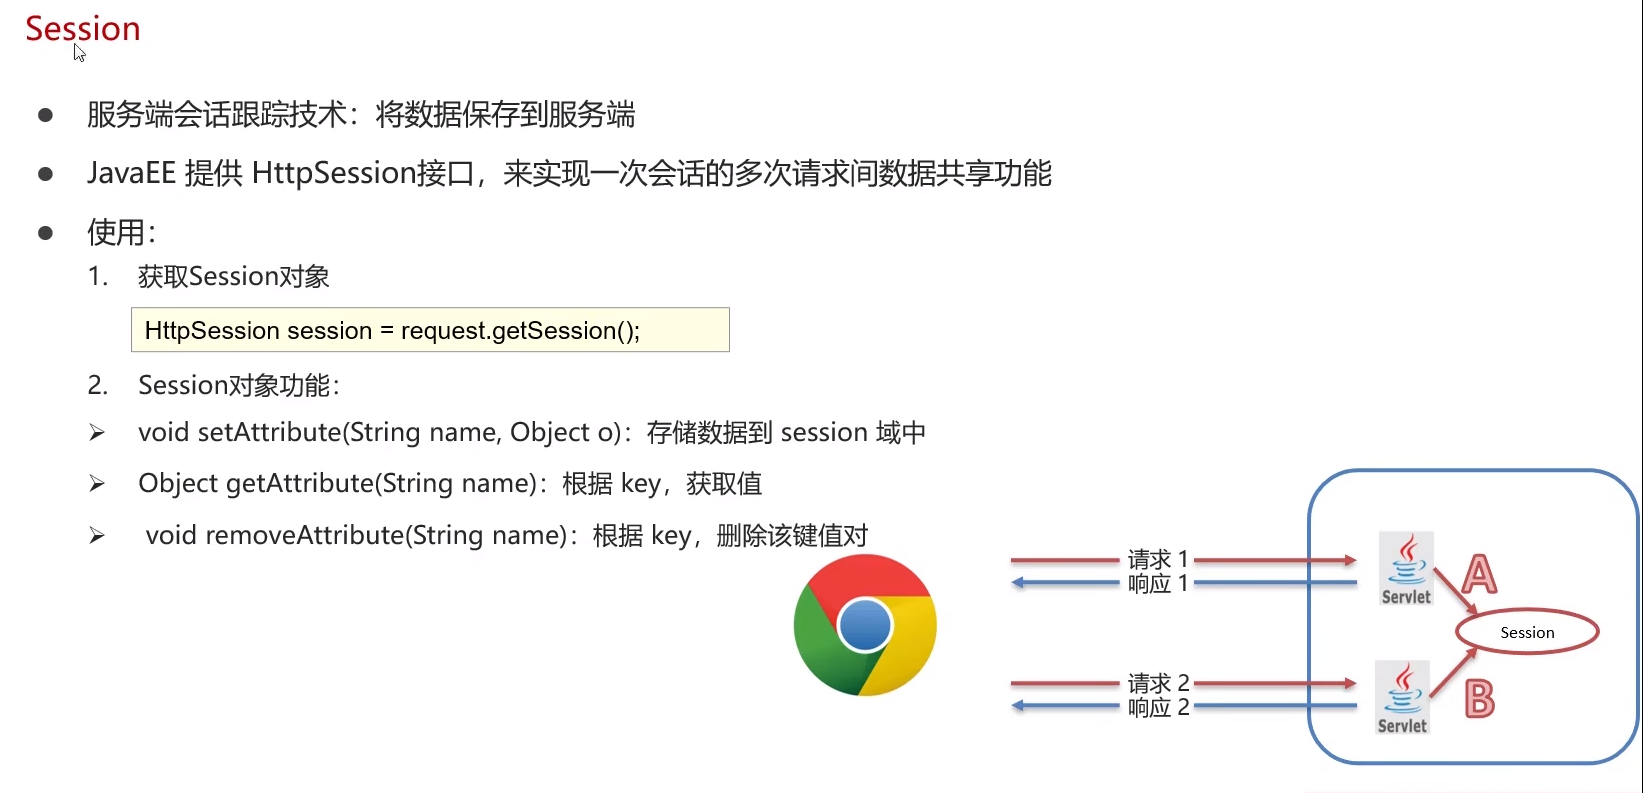 Session
● 服务端会话跟踪技术：将数据保存到服务端
● JavaEE 提供 HttpSession接口，来实现一次会话的多次请求间数据共享功能
● 使用：
1. 获取Session对象
HttpSession session = request.getSession();
2. Session对象功能：
➢ void setAttribute(String name, Object o)：存储数据到 session 域中
➢ Object getAttribute(String name)：根据 key，获取值
➢ void removeAttribute(String name)：根据 key，删除该键值对
请求 1
响应 1
Servlet
A
Session
请求 2
响应 2
Servlet
B